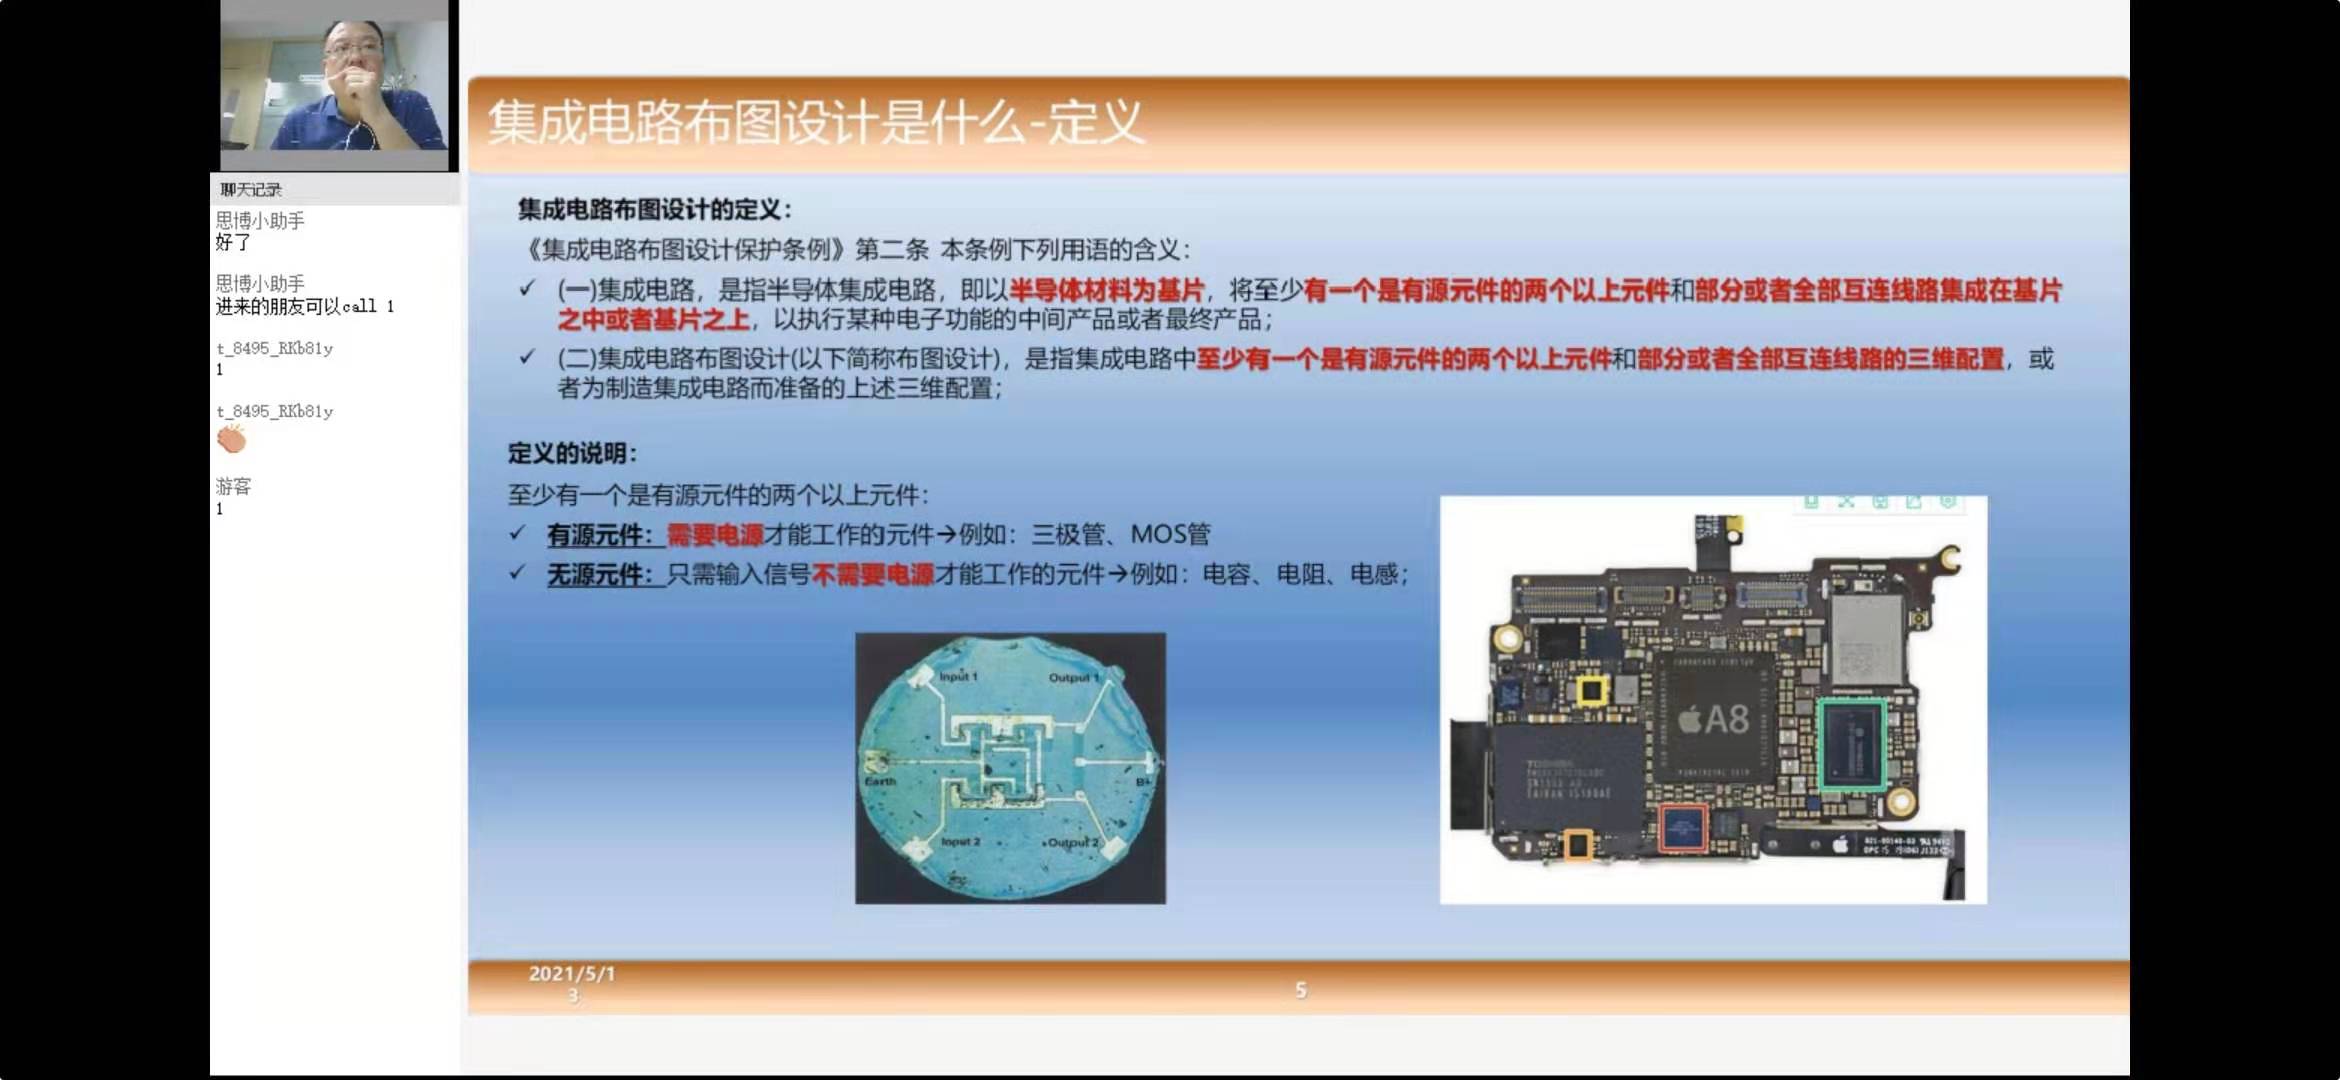 聊天记录
思博小助手
好了
思博小助手
进来的朋友可以call 1
t_8495_RKb81y
1
t_8495_RKb81y
游客
1
集成电路布图设计是什么-定义
集成电路布图设计的定义：
《集成电路布图设计保护条例》第二条 本条例下列用语的含义：
✓ (一)集成电路，是指半导体集成电路，即以半导体材料为基片，将至少有一个是有源元件的两个以上元件和部分或者全部互连线路集成在基片
之中或者基片之上，以执行某种电子功能的中间产品或者最终产品；
✓ (二)集成电路布图设计(以下简称布图设计)，是指集成电路中至少有一个是有源元件的两个以上元件和部分或者全部互连线路的三维配置，或
者为制造集成电路而准备的上述三维配置；
定义的说明：
至少有一个是有源元件的两个以上元件：
✓ 有源元件：需要电源才能工作的元件→例如：三极管、MOS管
✓ 无源元件：只需输入信号不需要电源才能工作的元件→例如：电容、电阻、电感；
Input 1
Output 1
Earth
B+
Input 2
Output 2
A8
TOSHIBA
2021/5/1
3
5